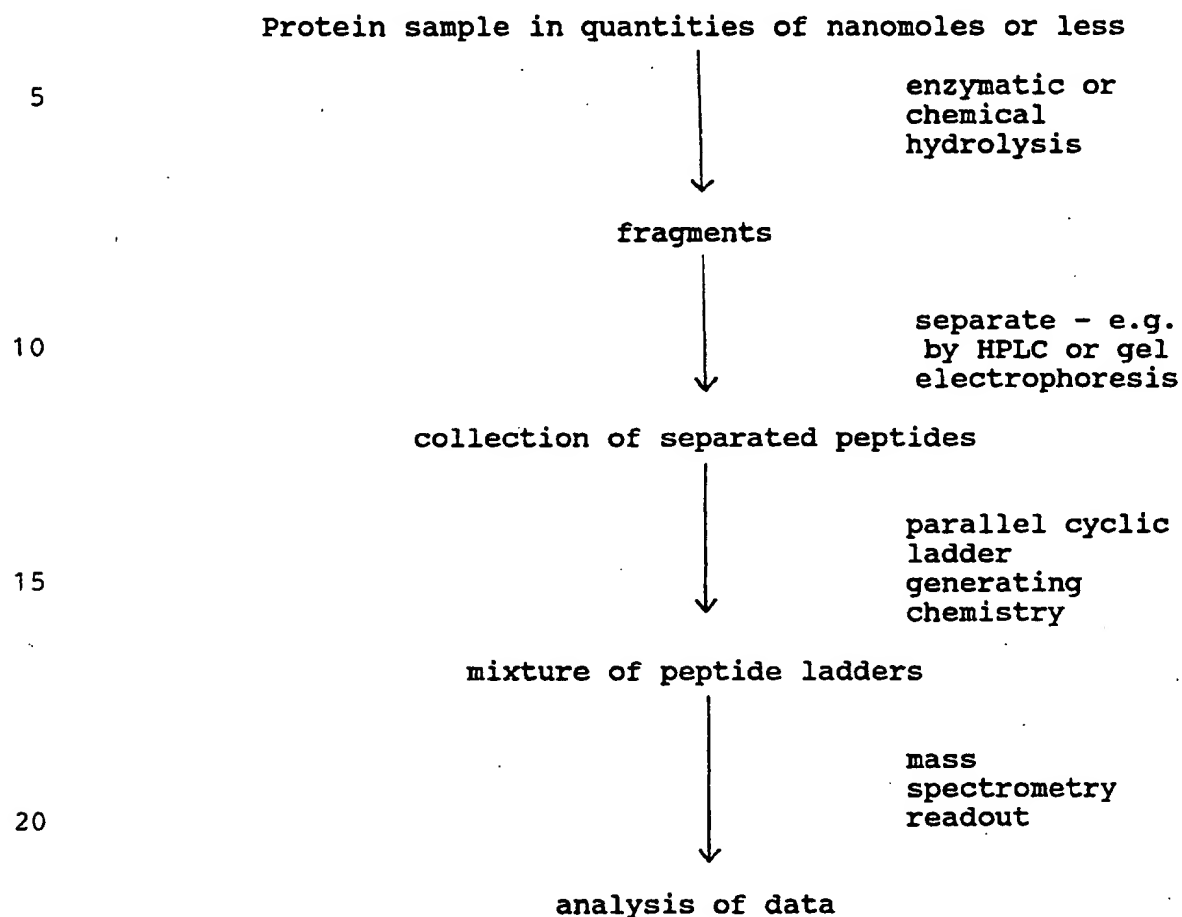 Protein sample in quantities of nanomoles or less
5
enzymatic or
chemical
hydrolysis
fragments
separate - e.g.
10
by HPLC or gel
electrophoresis
collection of separated peptides
parallel cyclic
ladder
15
generating
chemistry
mixture of peptide ladders
mass
spectrometry
20
readout
analysis of data